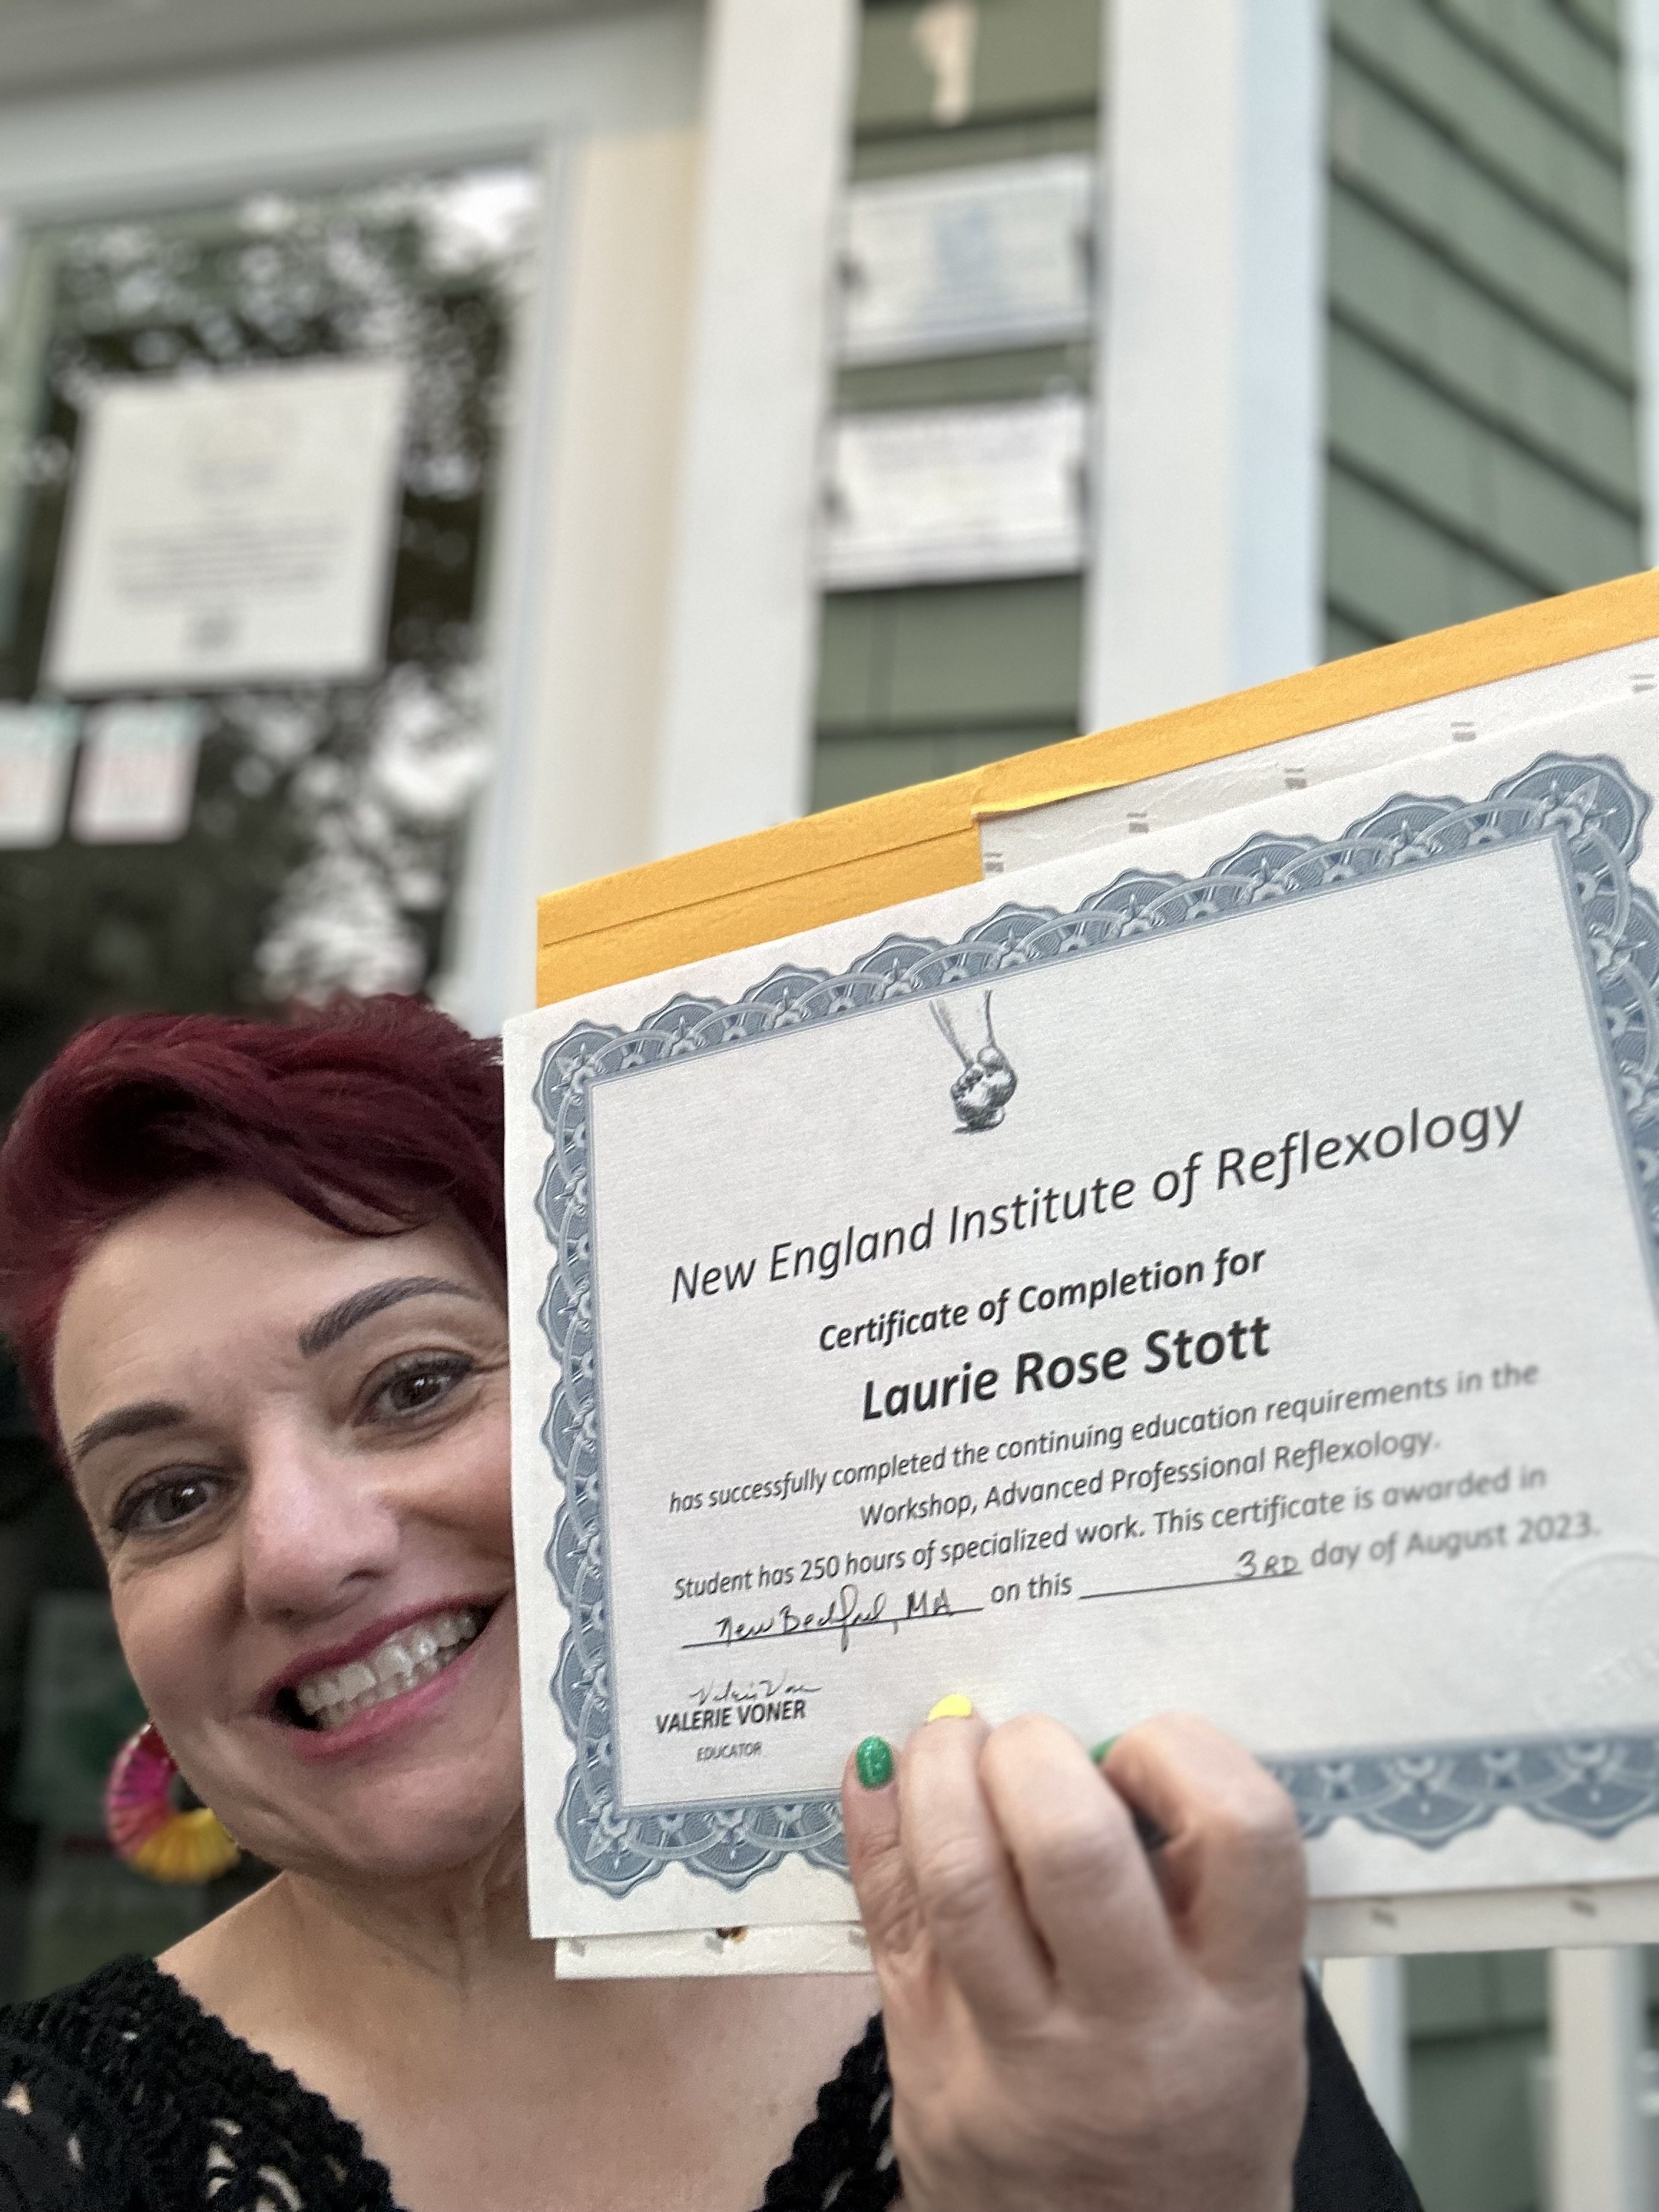 New England Institute of Reflexology
Certificate of Completion for
Laurie Rose Stott
has successfully completed the continuing education requirements in the
Workshop, Advanced Professional Reflexology.
Student has 250 hours of specialized work. This certificate is awarded in
New Bedford, MA on this 3RD day of August 2023.
Valerie Voner
VALERIE VONER
EDUCATOR